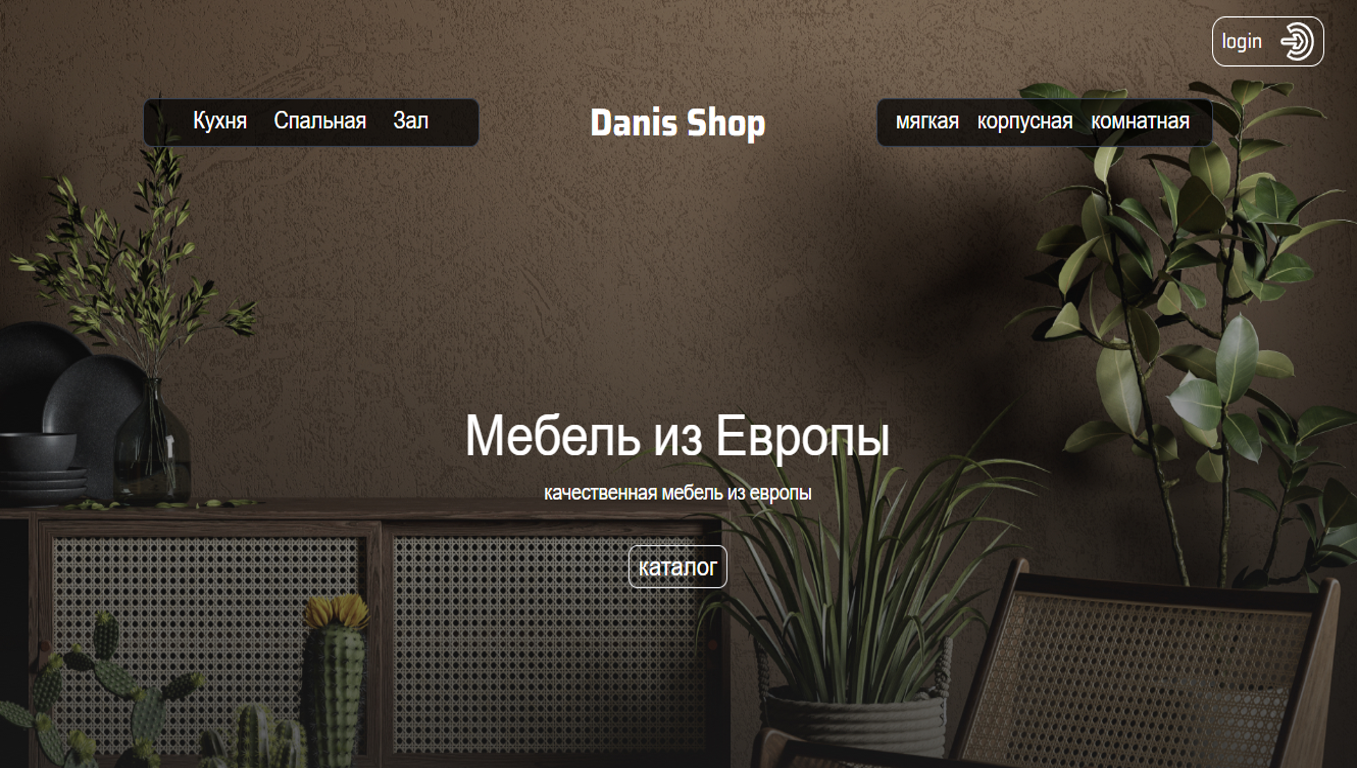 login
Кухня Спальная Зал
Danis Shop
мягкая корпусная комнатная
Мебель из Европы
качественная мебель из европы
каталог